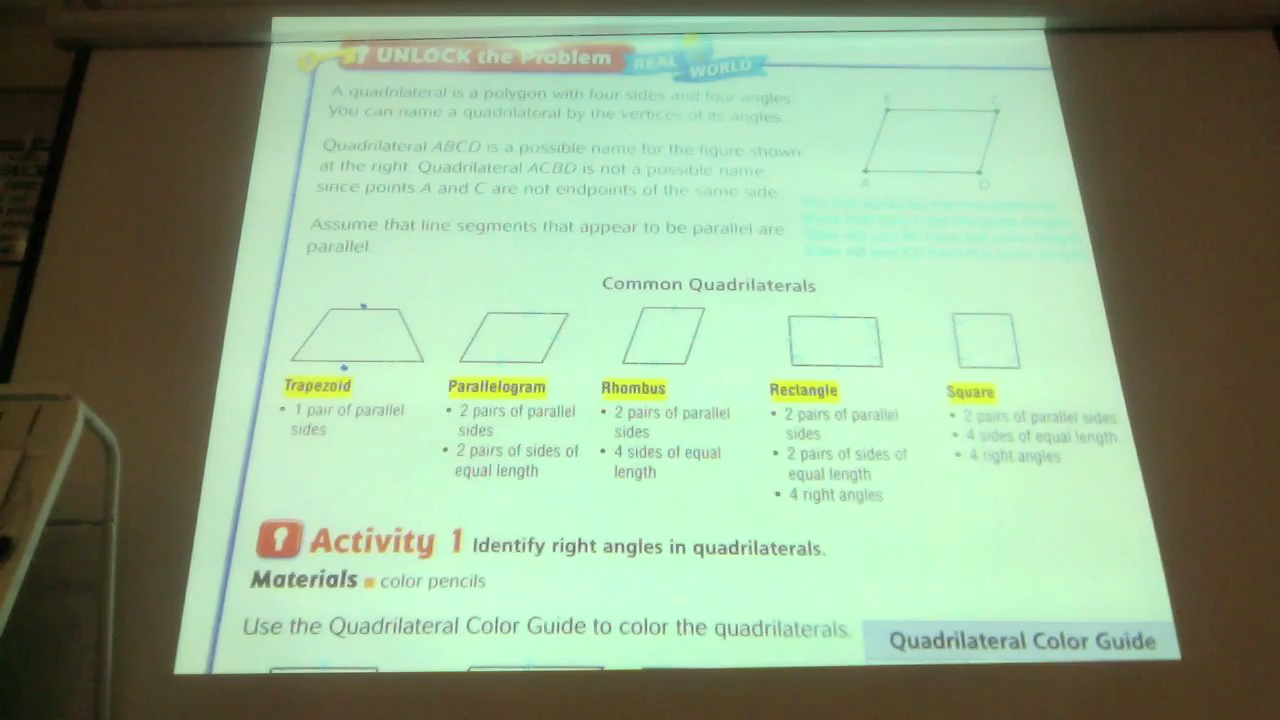 UNLOCK the Problem REAL WORLD
A quadrilateral is a polygon with four sides and four angles.
You can name a quadrilateral by the vertices of its angles.
Quadrilateral ABCD is a possible name for the figure shown
at the right. Quadrilateral ACBD is not a possible name
since points A and C are not endpoints of the same side.
Assume that line segments that appear to be parallel are
parallel.
B C
A D
Common Quadrilaterals
Trapezoid
• 1 pair of parallel
sides
Parallelogram
• 2 pairs of parallel
sides
• 2 pairs of sides of
equal length
Rhombus
• 2 pairs of parallel
sides
• 4 sides of equal
length
Rectangle
• 2 pairs of parallel
sides
• 2 pairs of sides of
equal length
• 4 right angles
Square
• 2 pairs of parallel sides
• 4 sides of equal length
• 4 right angles
Activity 1 Identify right angles in quadrilaterals.
Materials ■ color pencils
Use the Quadrilateral Color Guide to color the quadrilaterals.
Quadrilateral Color Guide